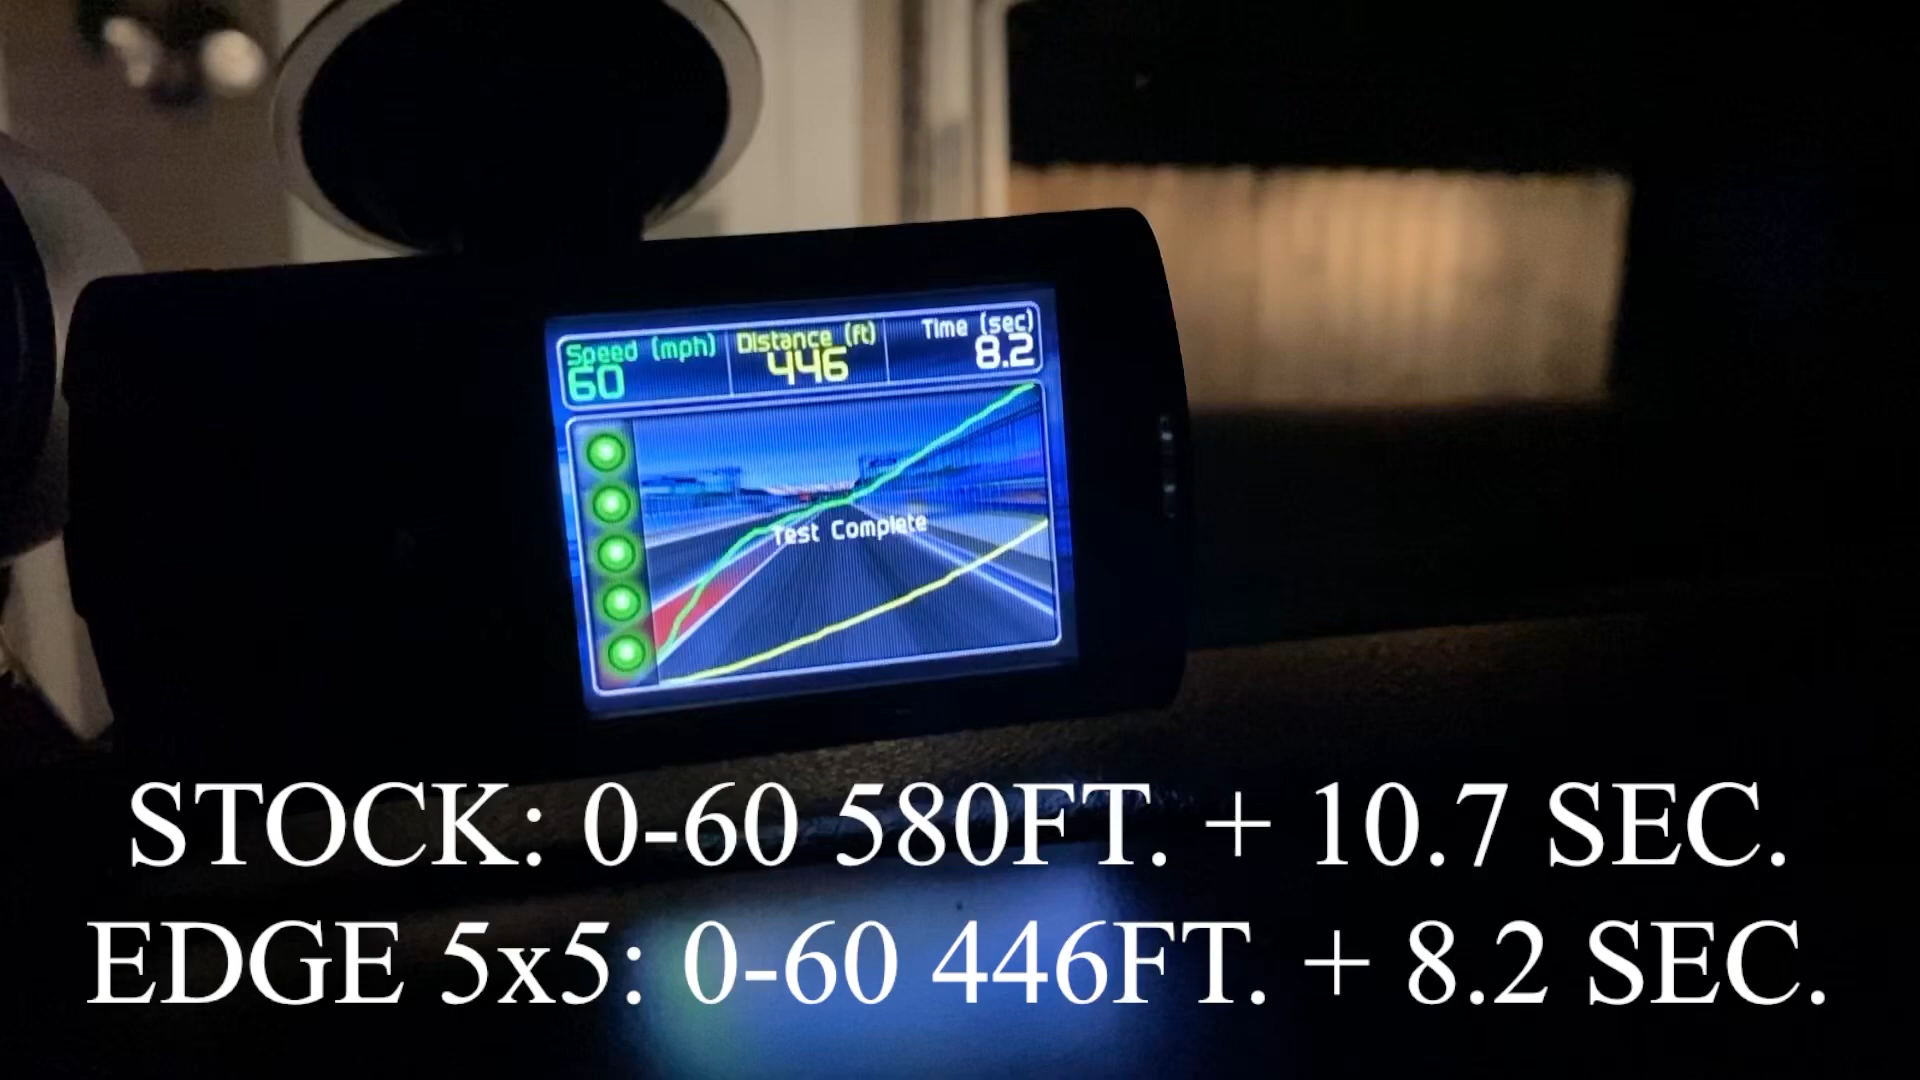 Speed (mph) Distance (ft) Time (sec)
60 446 8.2
Test Complete
STOCK: 0-60 580FT. + 10.7 SEC.
EDGE 5x5: 0-60 446FT. + 8.2 SEC.